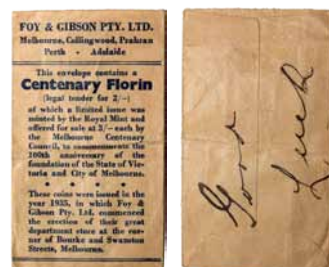 FOY & GIBSON PTY. LTD.
Melbourne, Collingwood, Prahran
Perth • Adelaide
This envelope contains a
Centenary Florin
(legal tender for 2/—)
of which a limited issue was
minted by the Royal Mint and
offered for sale at 3/— each by
the Melbourne Centenary
Council, to commemorate the
100th anniversary of the
foundation of the State of Vic-
toria and City of Melbourne.
• • • •
These coins were issued in the
year 1935, in which Foy &
Gibson Pty. Ltd. commenced
the erection of their great
department store at the cor-
ner of Bourke and Swanston
Streets, Melbourne.
Good
Luck